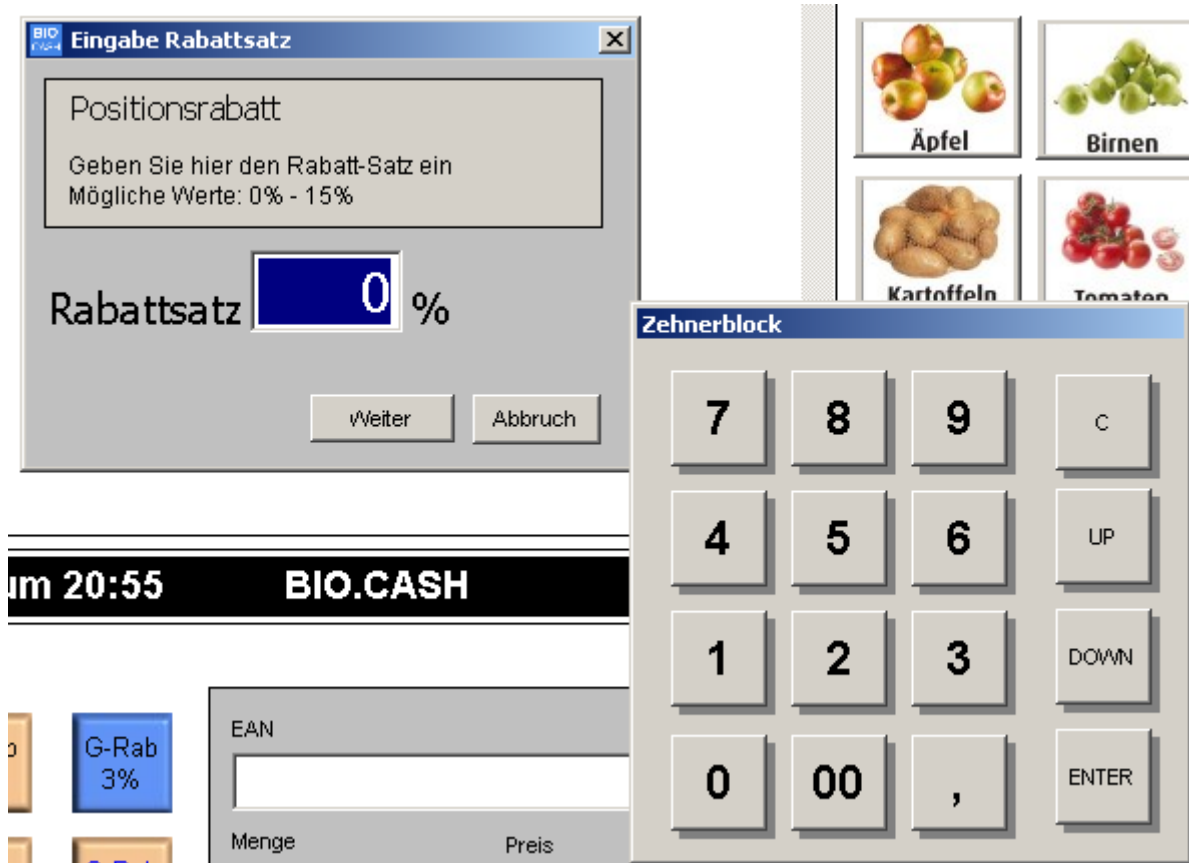 BIO CASH Eingabe Rabattsatz
Positionsrabatt
Geben Sie hier den Rabatt-Satz ein
Mögliche Werte: 0% - 15%
Rabattsatz 0 %
Weiter Abbruch
Äpfel Birnen
Kartoffeln Tomaten
Zehnerblock
7 8 9 C
4 5 6 UP
1 2 3 DOWN
0 00 , ENTER
um 20:55 BIO.CASH
G-Rab
3%
EAN
Menge Preis
G-Rab